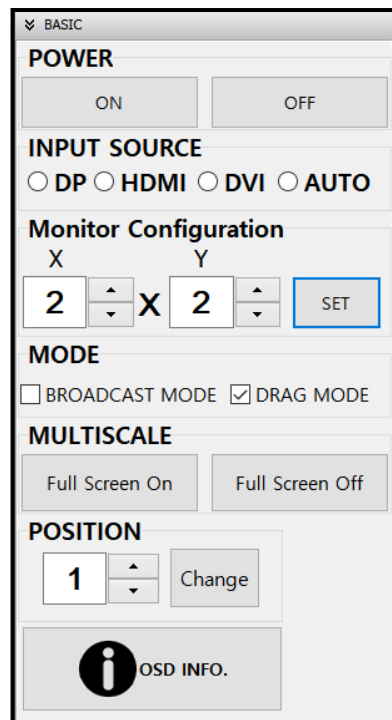 BASIC
POWER
ON OFF
INPUT SOURCE
DP HDMI DVI AUTO
Monitor Configuration
X Y
2 X 2 SET
MODE
BROADCAST MODE DRAG MODE
MULTISCALE
Full Screen On Full Screen Off
POSITION
1 Change
i OSD INFO.